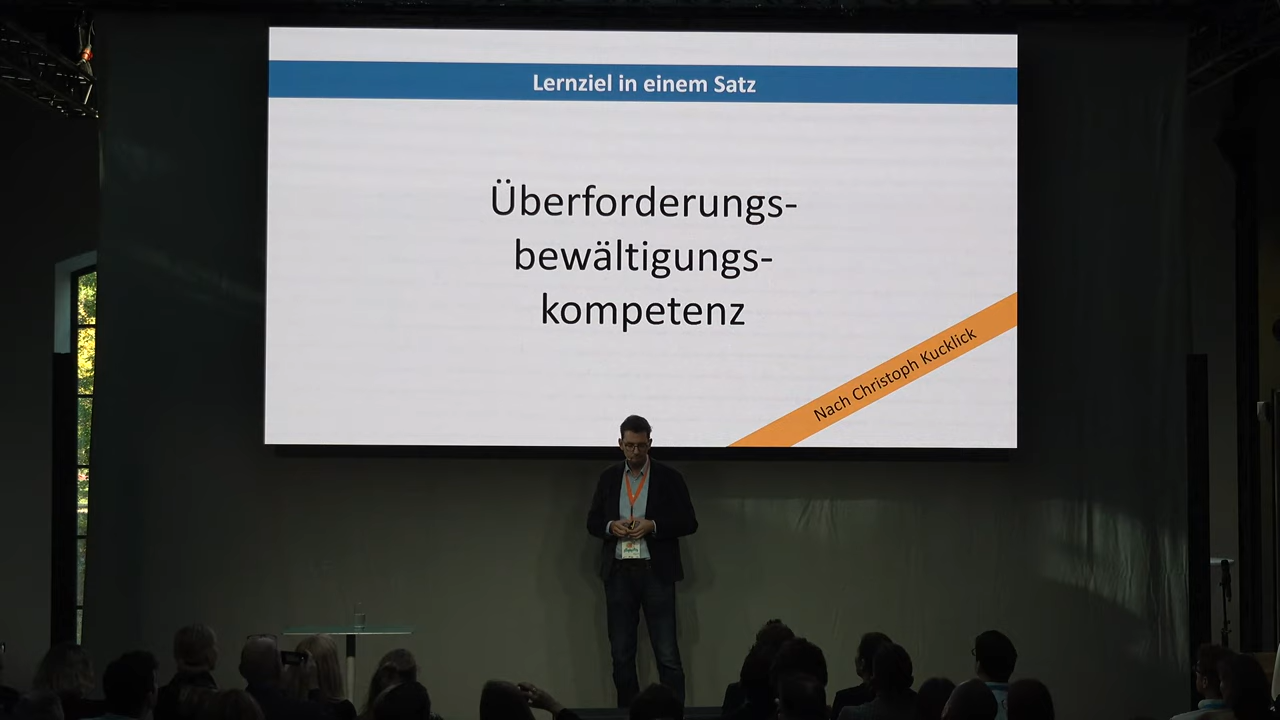 Lernziel in einem Satz
Überforderungs-
bewältigungs-
kompetenz
Nach Christoph Kucklick